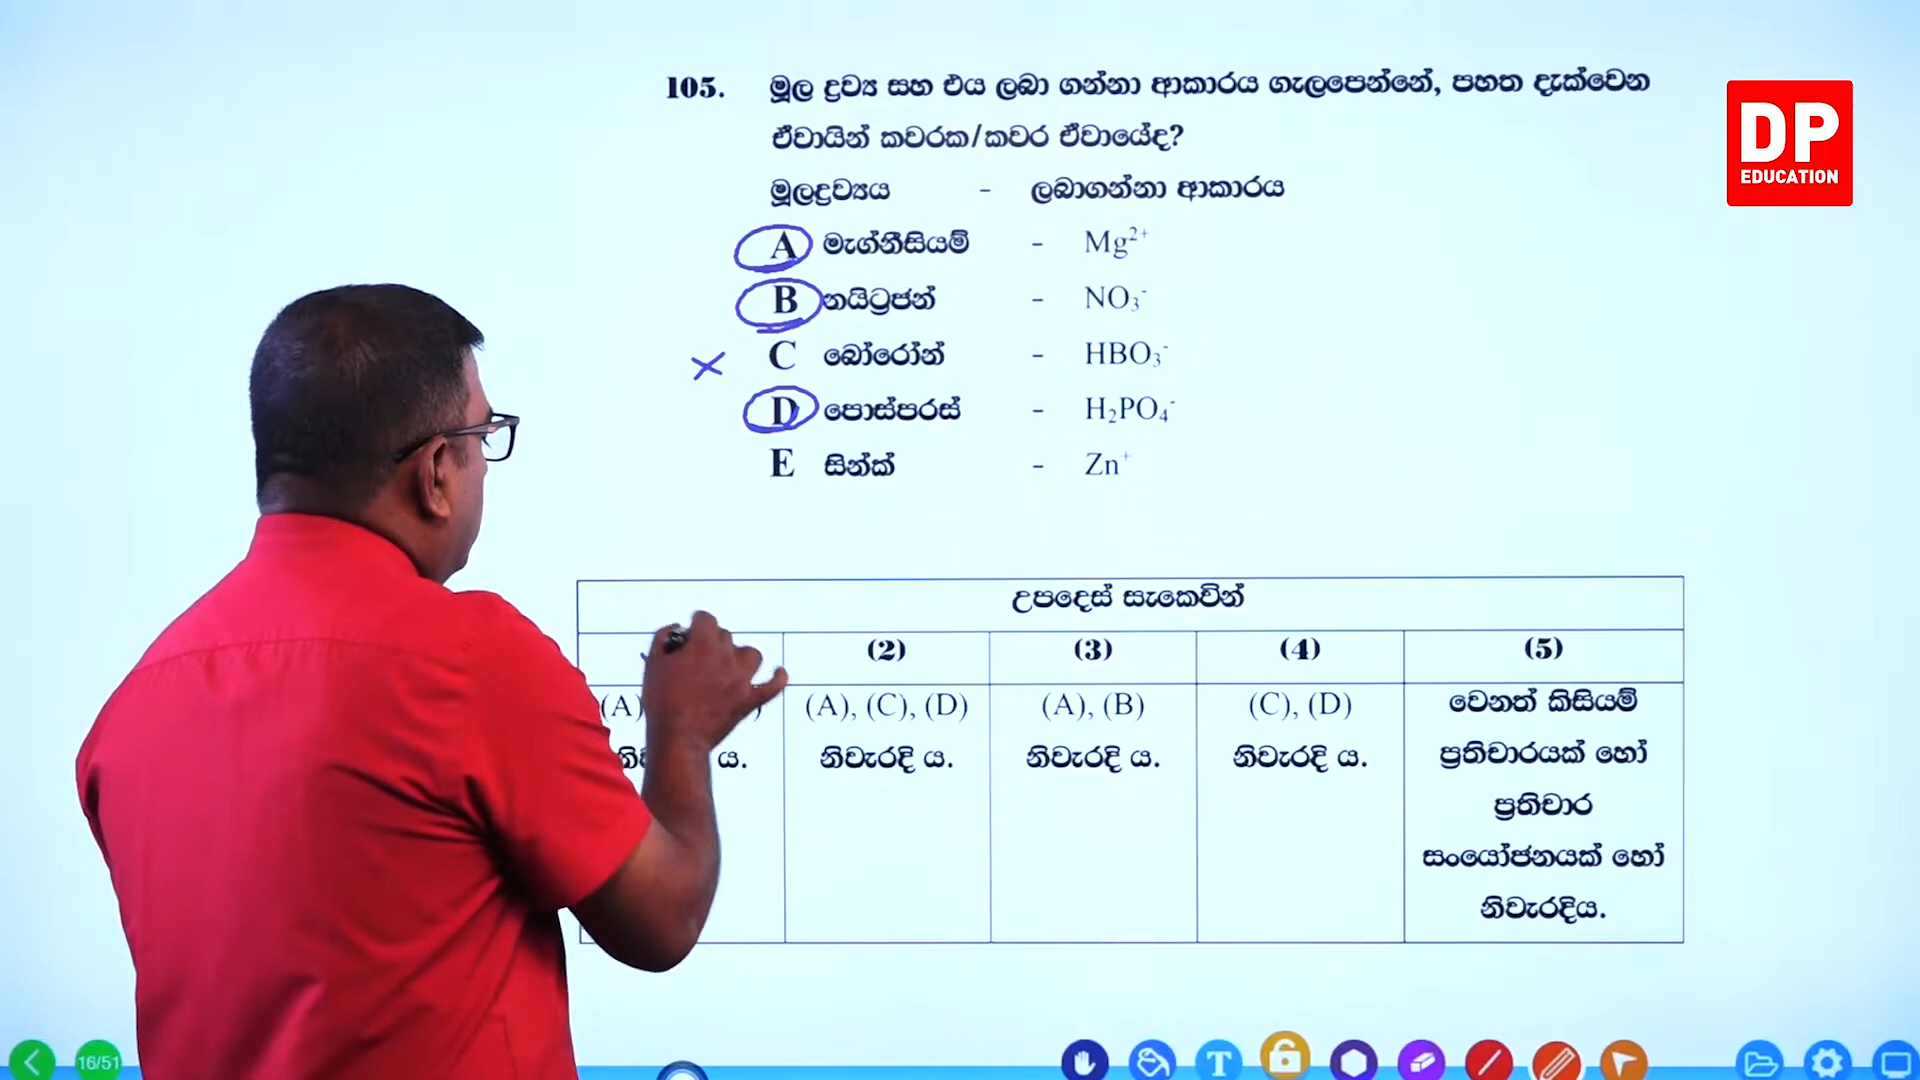 105. මූල ද්‍රව්‍ය සහ එය ලබා ගන්නා ආකාරය ගැලපෙන්නේ, පහත දැක්වෙන
ඒවායින් කවරක/කවර ඒවායේද?
මූලද්‍රව්‍යය - ලබාගන්නා ආකාරය
A මැග්නීසියම් - Mg²⁺
B නයිට්‍රජන් - NO₃⁻
C බෝරෝන් - HBO₃⁻
D පොස්පරස් - H₂PO₄⁻
E සින්ක් - Zn⁺
DP
EDUCATION
උපදෙස් සැකෙවින්
(2) (3) (4) (5)
(A) (A), (C), (D) (A), (B) (C), (D) වෙනත් කිසියම්
ය. නිවැරදි ය. නිවැරදි ය. නිවැරදි ය. ප්‍රතිචාරයක් හෝ
ප්‍රතිචාර
සංයෝජනයක් හෝ
නිවැරදිය.
16/51